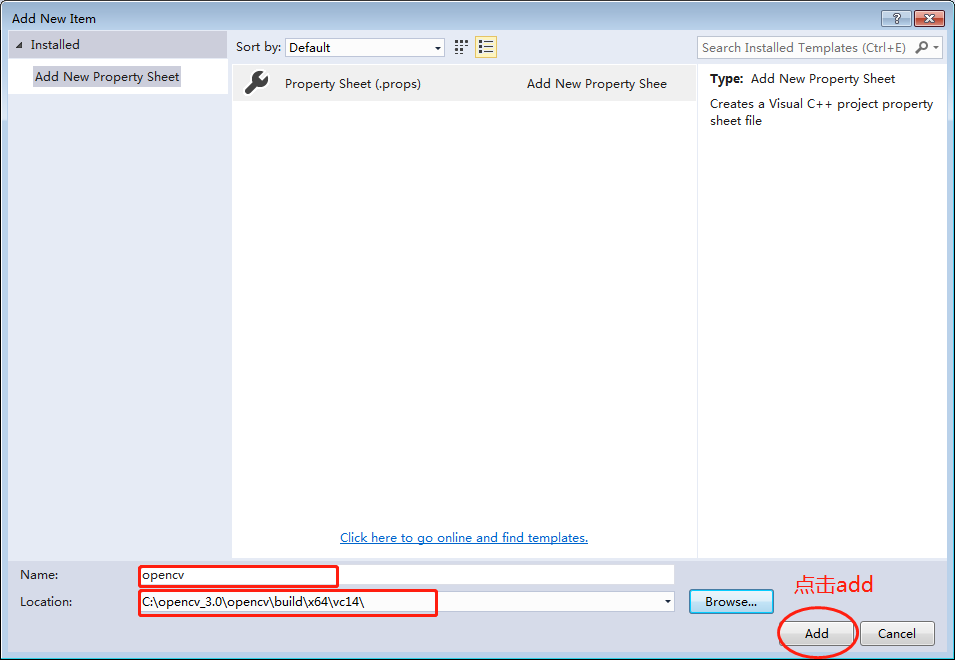 Add New Item
Installed
Sort by: Default
Search Installed Templates (Ctrl+E)
Add New Property Sheet
Property Sheet (.props) Add New Property Shee
Type: Add New Property Sheet
Creates a Visual C++ project property
sheet file
Click here to go online and find templates.
Name: opencv
Location: C:\opencv_3.0\opencv\build\x64\vc14\
Browse...
点击add
Add Cancel